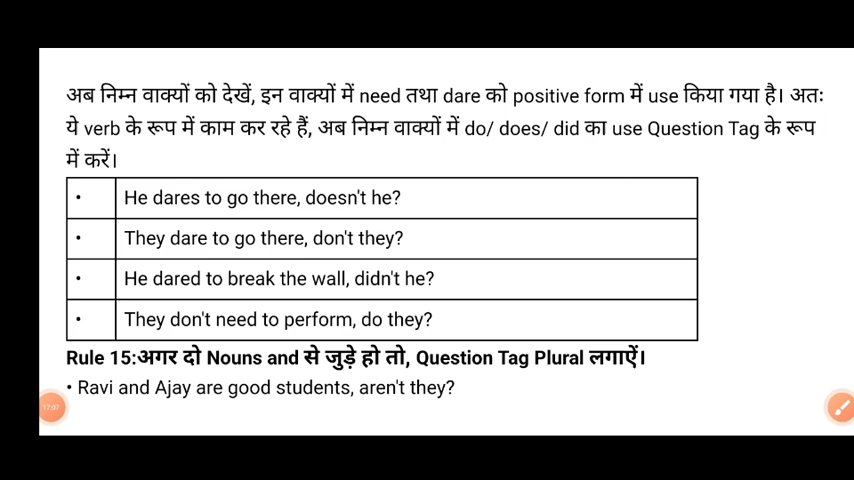 अब निम्न वाक्यों को देखें, इन वाक्यों में need तथा dare को positive form में use किया गया है। अतः
ये verb के रूप में काम कर रहे हैं, अब निम्न वाक्यों में do/ does/ did का use Question Tag के रूप
में करें।
• He dares to go there, doesn't he?
• They dare to go there, don't they?
• He dared to break the wall, didn't he?
• They don't need to perform, do they?
Rule 15:अगर दो Nouns and से जुड़े हो तो, Question Tag Plural लगाऐं।
• Ravi and Ajay are good students, aren't they?
17:07